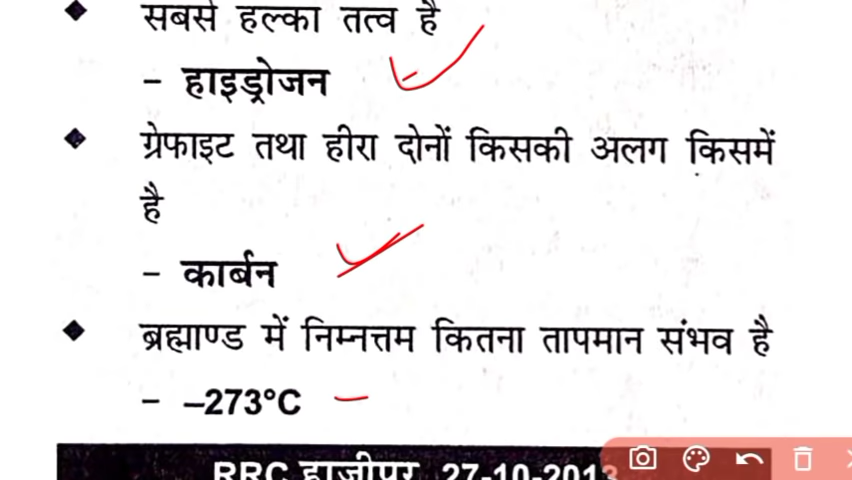 सबसे हल्का तत्व है
– हाइड्रोजन
ग्रेफाइट तथा हीरा दोनों किसकी अलग किसमें
है
– कार्बन
ब्रह्माण्ड में निम्नत्तम कितना तापमान संभव है
– –273°C
RRC हाजीपुर 27-10-2013